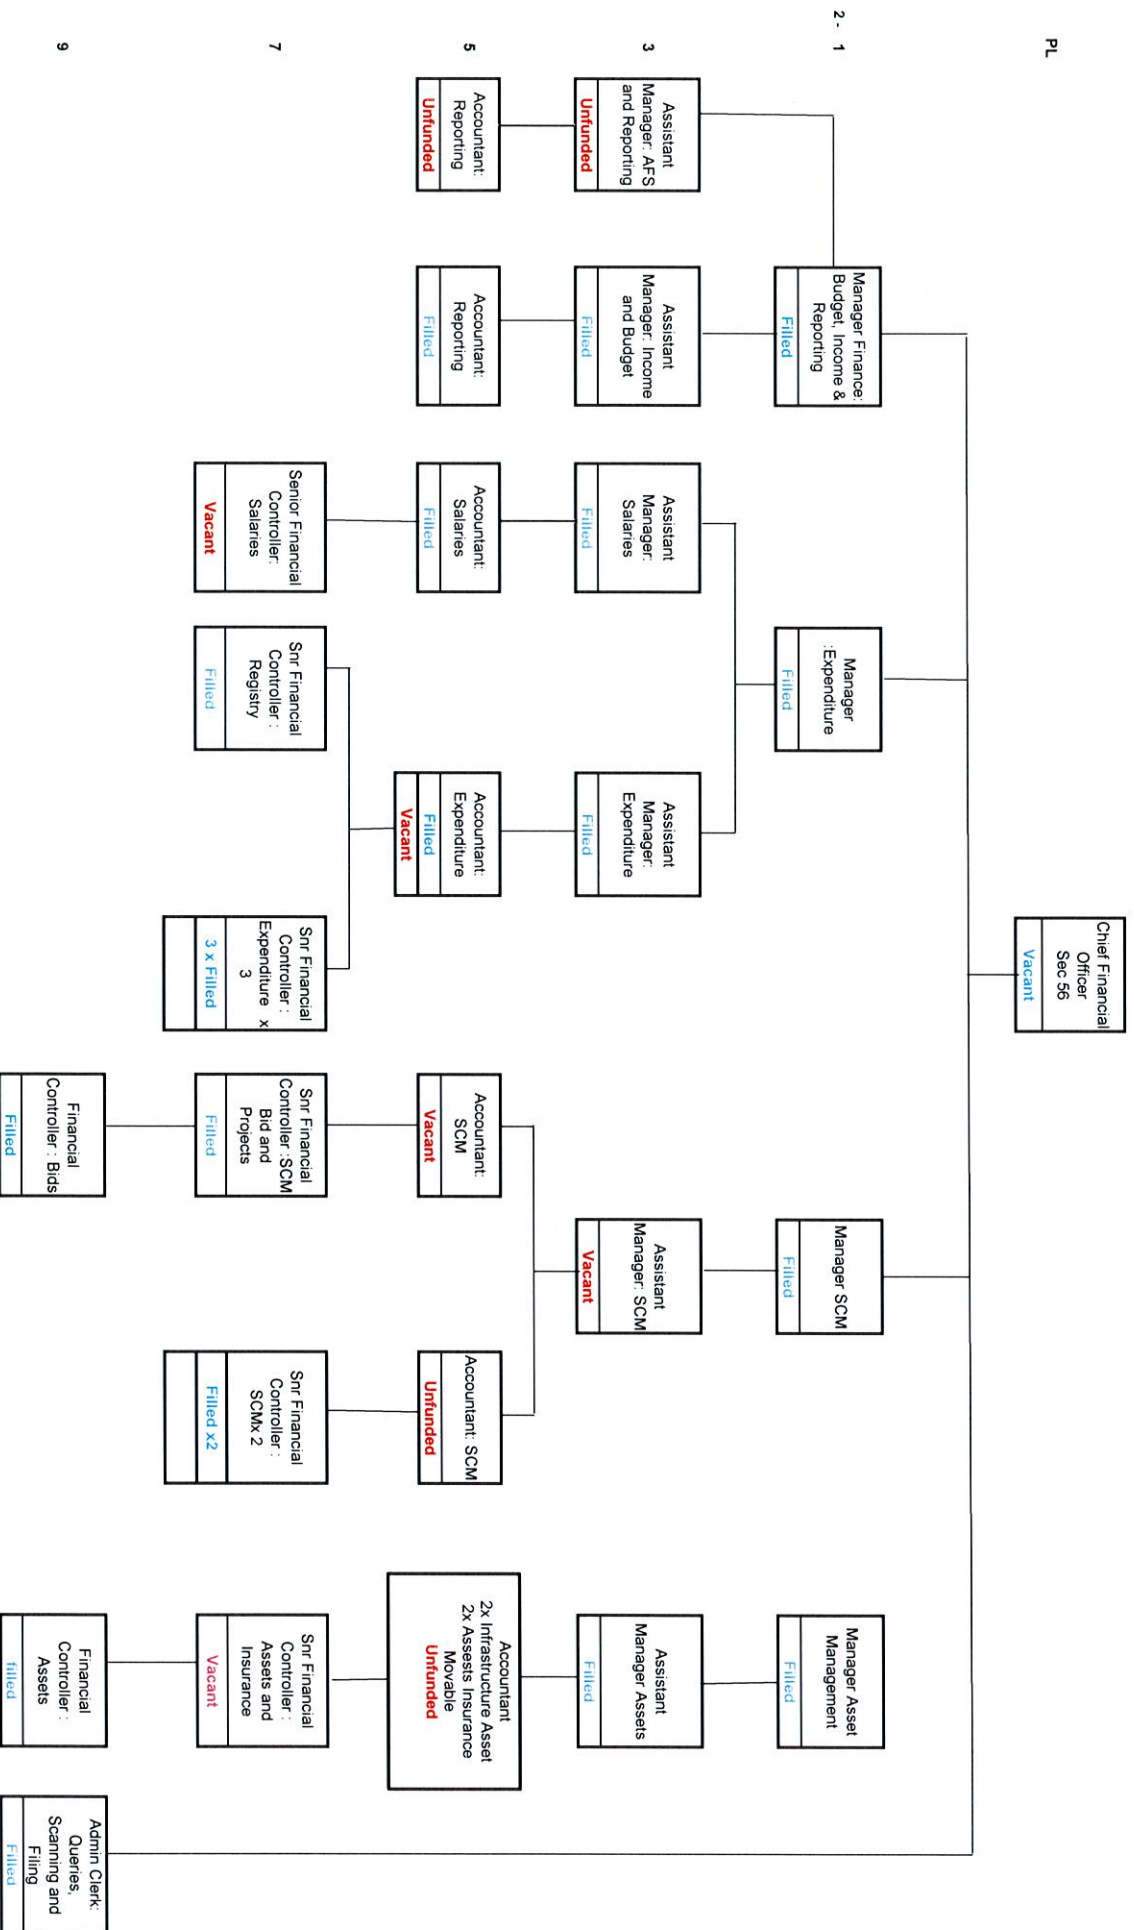 PL
Chief Financial
Officer
Sec 56
Vacant
2 - 1
Manager Finance:
Budget, Income &
Reporting
Filled
Manager
:Expenditure
Filled
Manager SCM
Filled
Manager Asset
Management
Filled
3
Assistant
Manager: AFS
and Reporting
Unfunded
Assistant
Manager: Income
and Budget
Filled
Assistant
Manager:
Salaries
Filled
Assistant
Manager:
Expenditure
Filled
Assistant
Manager: SCM
Vacant
Assistant
Manager Assets
Filled
5
Accountant:
Reporting
Unfunded
Accountant:
Reporting
Filled
Accountant:
Salaries
Filled
Accountant:
Expenditure
Filled
Vacant
Accountant:
SCM
Vacant
Accountant: SCM
Unfunded
Accountant
2x Infrastructure Asset
2x Assests Insurance
Movable
Unfunded
7
Senior Financial
Controller:
Salaries
Vacant
Snr Financial
Controller :
Registry
Filled
Snr Financial
Controller :
Expenditure x
3
3 x Filled
Snr Financial
Controller :SCM
Bid and
Projects
Filled
Snr Financial
Controller :
SCMx 2
Filled x2
Snr Financial
Controller :
Assets and
Insurance
Vacant
9
Financial
Controller : Bids
Filled
Financial
Controller :
Assets
filled
Admin Clerk:
Queries,
Scanning and
Filing
Filled